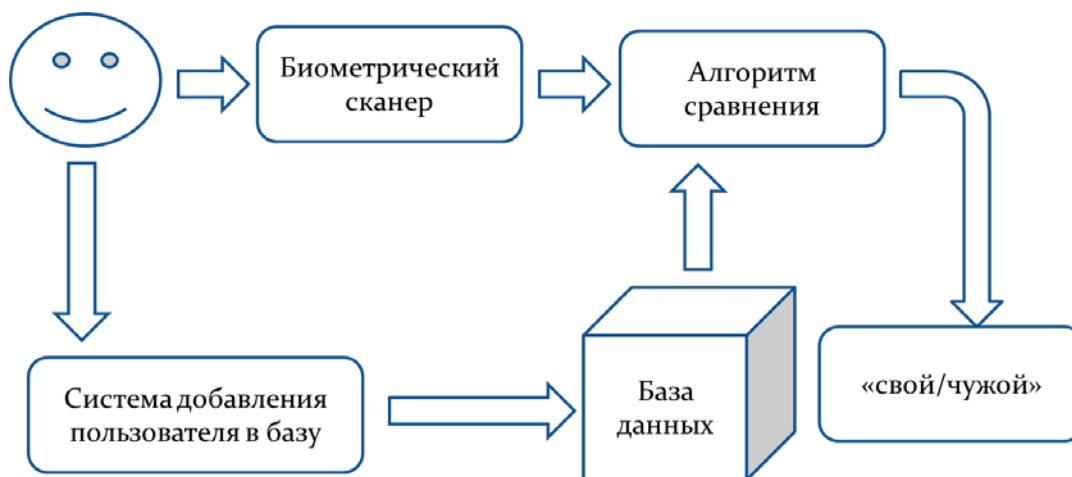 Биометрический
сканер
Алгоритм
сравнения
Система добавления
пользователя в базу
База
данных
«свой/чужой»